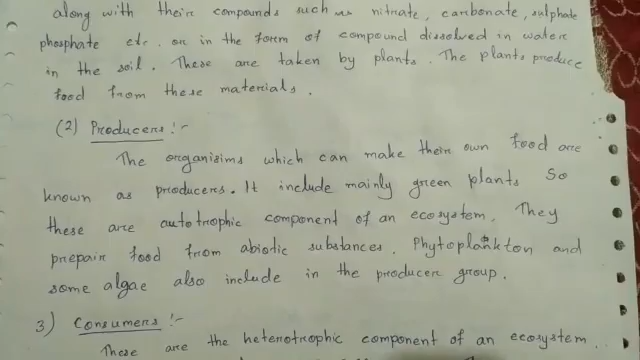 along with their compounds such as nitrate, carbonate, sulphate
phosphate etc. or in the form of compound dissolved in water
in the soil. These are taken by plants. The plants produce
food from these materials.
(2) Producers :-
The organisims which can make their own food are
known as producers. It include mainly green plants So
these are autotrophic component of an ecosystem. They
prepair food from abiotic substances. Phytoplankton and
some algae also include in the producer group.
3) Consumers :-
These are the heterotrophic component of an ecosystem.